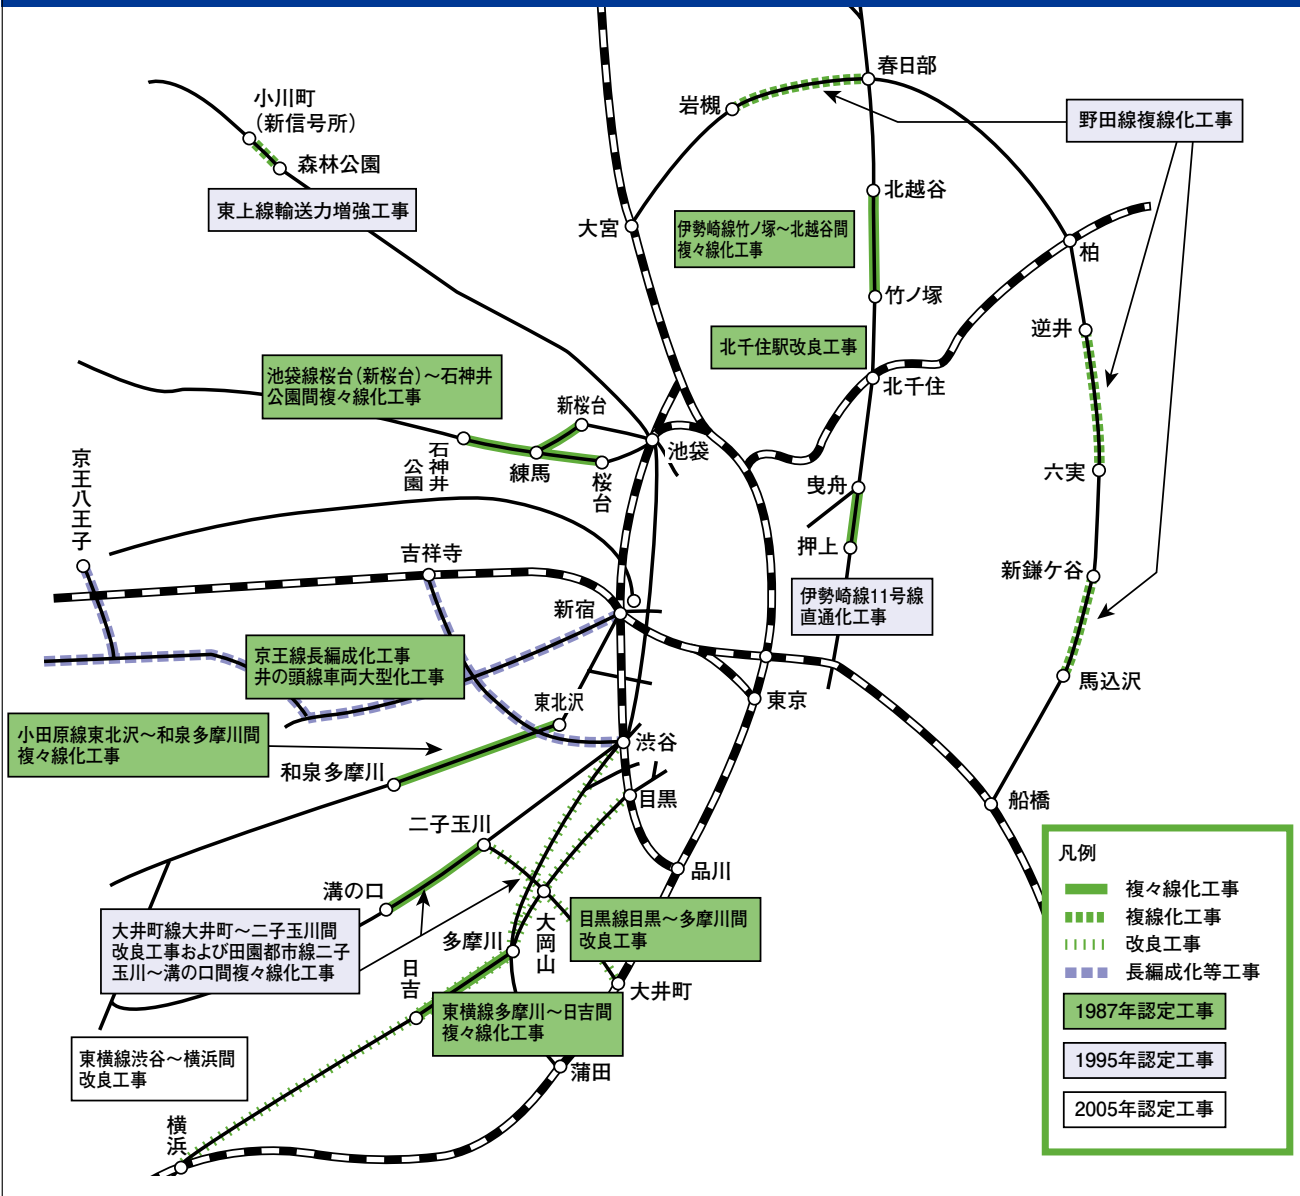 春日部
岩槻
小川町
（新信号所）
森林公園
野田線複線化工事
東上線輸送力増強工事
北越谷
大宮
伊勢崎線竹ノ塚～北越谷間
複々線化工事
柏
竹ノ塚
逆井
北千住駅改良工事
北千住
池袋線桜台（新桜台）～石神井
公園間複々線化工事
新桜台
池袋
石神井
公園
練馬
桜台
京王八王子
六実
曳舟
押上
吉祥寺
新鎌ケ谷
新宿
伊勢崎線11号線
直通化工事
京王線長編成化工事
井の頭線車両大型化工事
馬込沢
東北沢
東京
小田原線東北沢～和泉多摩川間
複々線化工事
渋谷
和泉多摩川
目黒
船橋
二子玉川
品川
溝の口
大井町線大井町～二子玉川間
改良工事および田園都市線二子
玉川～溝の口間複々線化工事
多摩川
大岡山
目黒線目黒～多摩川間
改良工事
日吉
大井町
東横線多摩川～日吉間
複々線化工事
東横線渋谷～横浜間
改良工事
蒲田
横浜
凡例
複々線化工事
複線化工事
改良工事
長編成化等工事
1987年認定工事
1995年認定工事
2005年認定工事